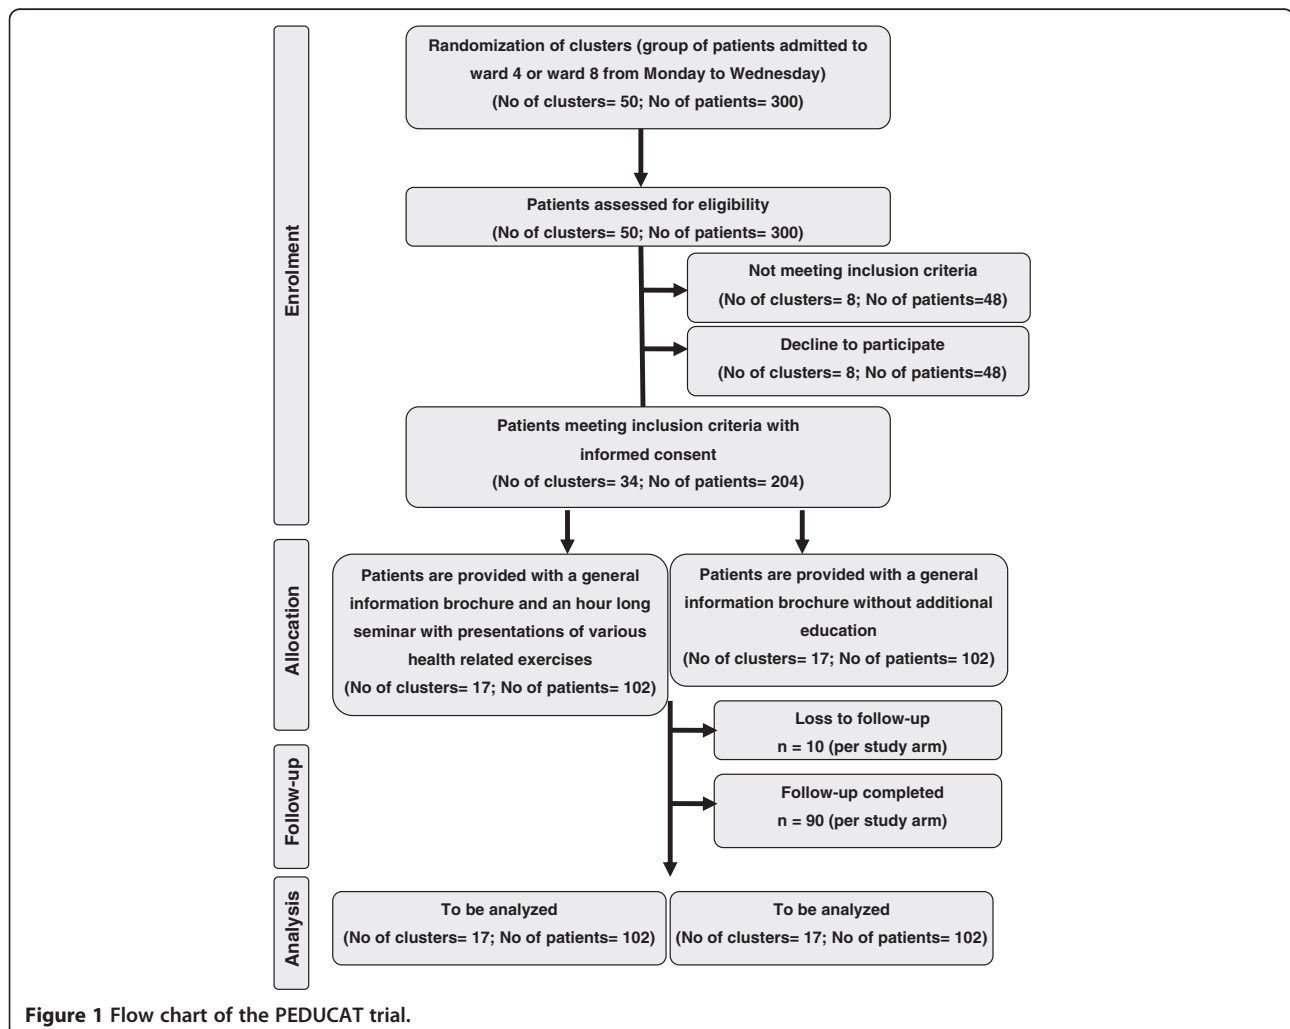 Enrolment
Randomization of clusters (group of patients admitted to
ward 4 or ward 8 from Monday to Wednesday)
(No of clusters= 50; No of patients= 300)
Patients assessed for eligibility
(No of clusters= 50; No of patients= 300)
Not meeting inclusion criteria
(No of clusters= 8; No of patients=48)
Decline to participate
(No of clusters= 8; No of patients=48)
Patients meeting inclusion criteria with
informed consent
(No of clusters= 34; No of patients= 204)
Allocation
Patients are provided with a general
information brochure and an hour long
seminar with presentations of various
health related exercises
(No of clusters= 17; No of patients= 102)
Patients are provided with a general
information brochure without additional
education
(No of clusters= 17; No of patients= 102)
Follow-up
Loss to follow-up
n = 10 (per study arm)
Follow-up completed
n = 90 (per study arm)
Analysis
To be analyzed
(No of clusters= 17; No of patients= 102)
To be analyzed
(No of clusters= 17; No of patients= 102)
Figure 1 Flow chart of the PEDUCAT trial.